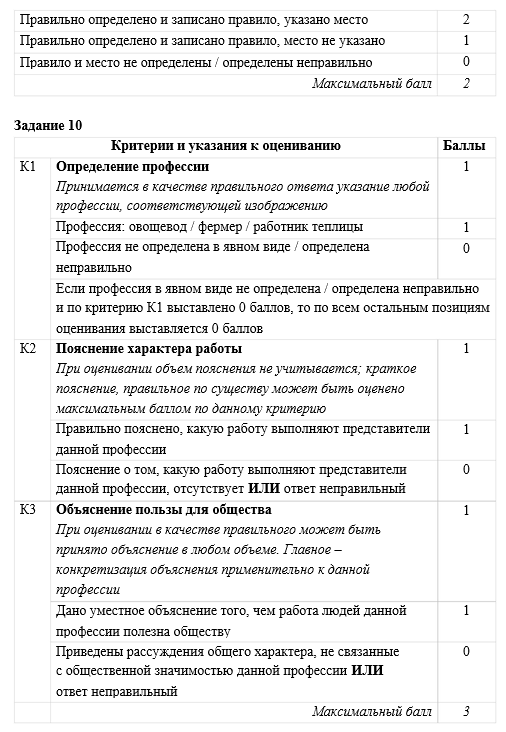 Правильно определено и записано правило, указано место 2
Правильно определено и записано правило, место не указано 1
Правило и место не определены / определены неправильно 0
Максимальный балл 2
Задание 10
Критерии и указания к оцениванию Баллы
К1 Определение профессии 1
Принимается в качестве правильного ответа указание любой
профессии, соответствующей изображению
Профессия: овощевод / фермер / работник теплицы 1
Профессия не определена в явном виде / определена 0
неправильно
Если профессия в явном виде не определена / определена неправильно
и по критерию К1 выставлено 0 баллов, то по всем остальным позициям
оценивания выставляется 0 баллов
К2 Пояснение характера работы 1
При оценивании объем пояснения не учитывается; краткое
пояснение, правильное по существу может быть оценено
максимальным баллом по данному критерию
Правильно пояснено, какую работу выполняют представители 1
данной профессии
Пояснение о том, какую работу выполняют представители 0
данной профессии, отсутствует ИЛИ ответ неправильный
К3 Объяснение пользы для общества 1
При оценивании в качестве правильного может быть
принято объяснение в любом объеме. Главное –
конкретизация объяснения применительно к данной
профессии
Дано уместное объяснение того, чем работа людей данной 1
профессии полезна обществу
Приведены рассуждения общего характера, не связанные 0
с общественной значимостью данной профессии ИЛИ
ответ неправильный
Максимальный балл 3